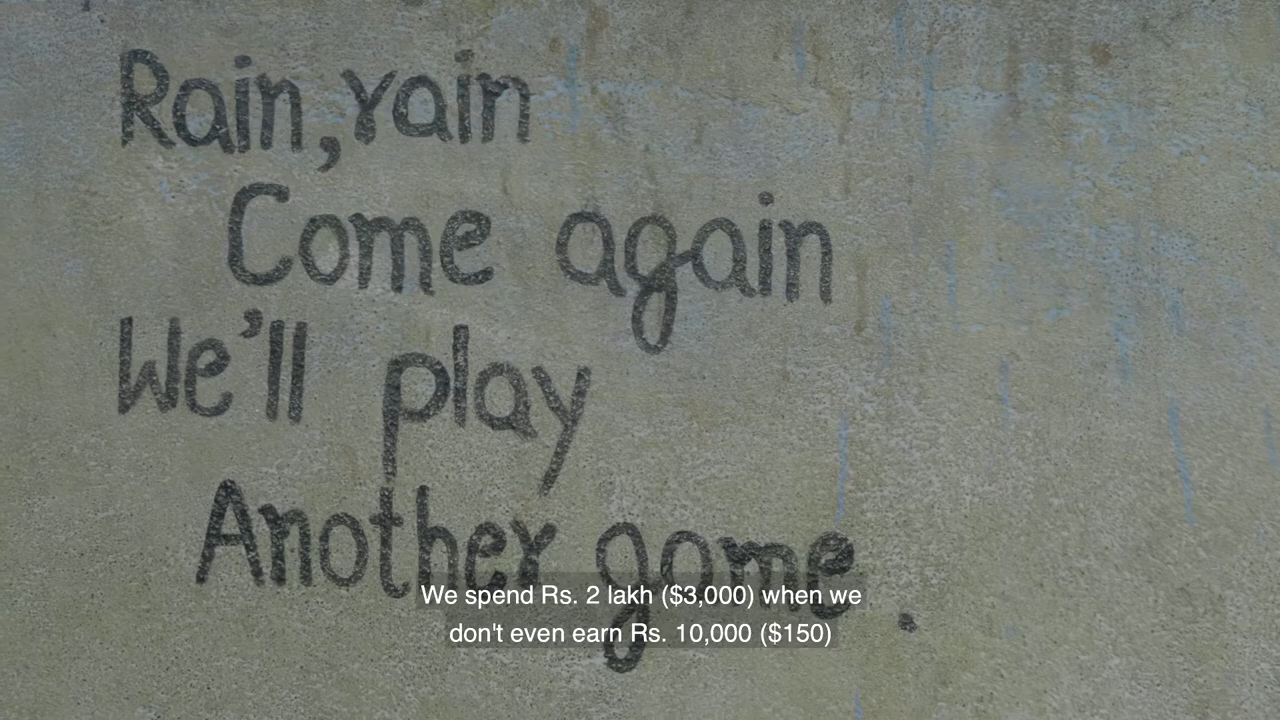 Rain, rain
Come again
We'll play
Another game.
We spend Rs. 2 lakh ($3,000) when we
don't even earn Rs. 10,000 ($150)